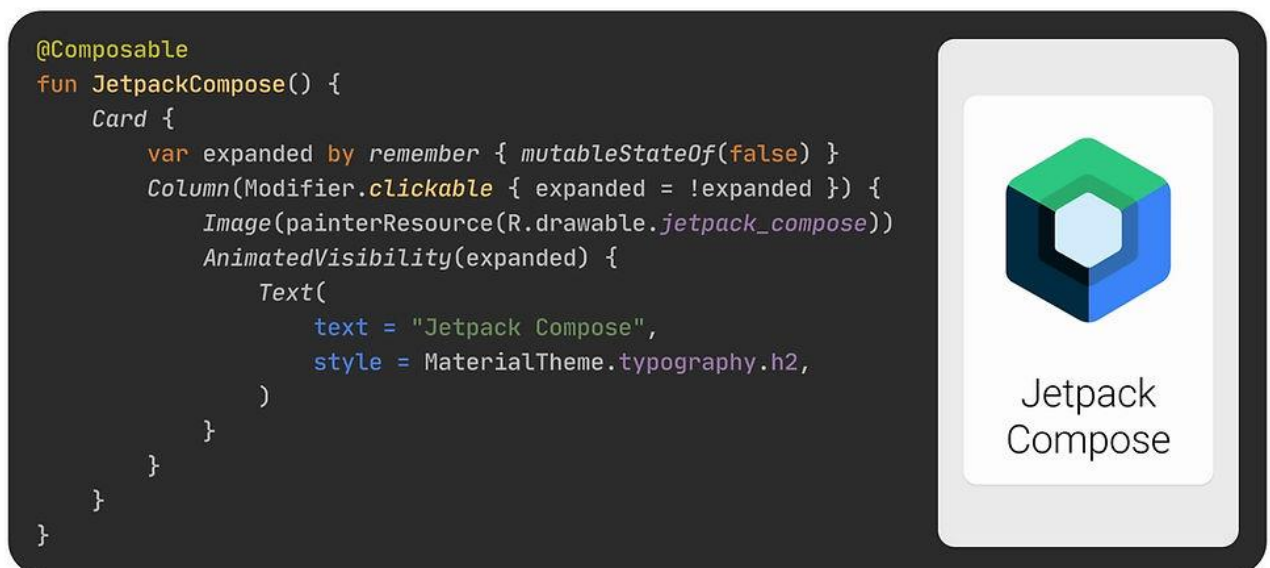 @Composable
fun JetpackCompose() {
    Card {
        var expanded by remember { mutableStateOf(false) }
        Column(Modifier.clickable { expanded = !expanded }) {
            Image(painterResource(R.drawable.jetpack_compose))
            AnimatedVisibility(expanded) {
                Text(
                    text = "Jetpack Compose",
                    style = MaterialTheme.typography.h2,
                )
            }
        }
    }
}
Jetpack
Compose